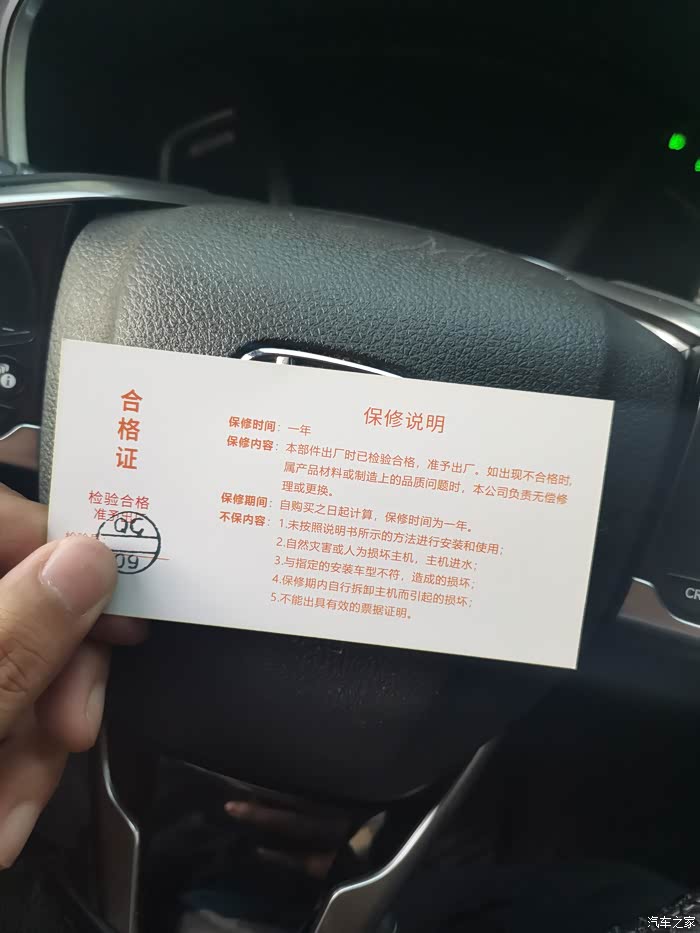 合格证
检验合格
准予出
QC
09
保修说明
保修时间：一年
保修内容：本部件出厂时已检验合格，准予出厂。如出现不合格时，
属产品材料或制造上的品质问题时，本公司负责无偿修
理或更换。
保修期间：自购买之日起计算，保修时间为一年。
不保内容：1.未按照说明书所示的方法进行安装和使用；
2.自然灾害或人为损坏主机，主机进水；
3.与指定的安装车型不符，造成的损坏；
4.保修期内自行拆卸主机而引起的损坏；
5.不能出具有效的票据证明。
CR
汽车之家